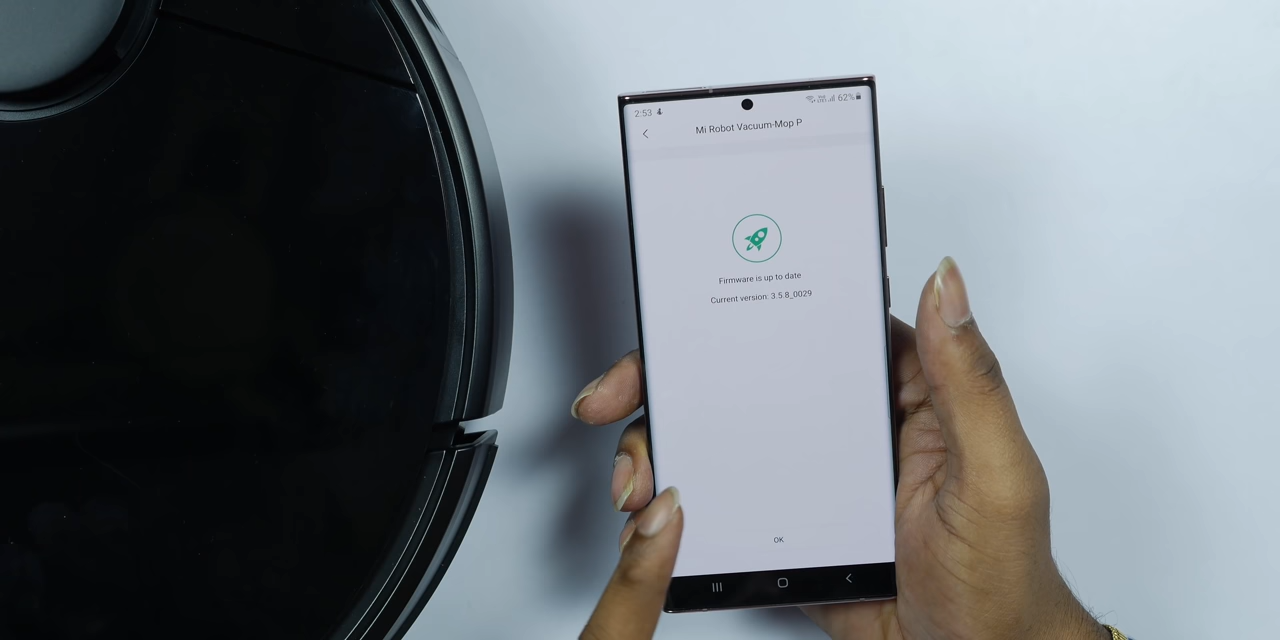 2:53
62%
Mi Robot Vacuum-Mop P
Firmware is up to date
Current version: 3.5.8_0029
OK